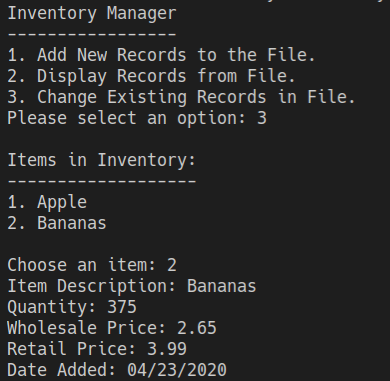 Inventory Manager
-----------------
1. Add New Records to the File.
2. Display Records from File.
3. Change Existing Records in File.
Please select an option: 3
Items in Inventory:
-------------------
1. Apple
2. Bananas
Choose an item: 2
Item Description: Bananas
Quantity: 375
Wholesale Price: 2.65
Retail Price: 3.99
Date Added: 04/23/2020